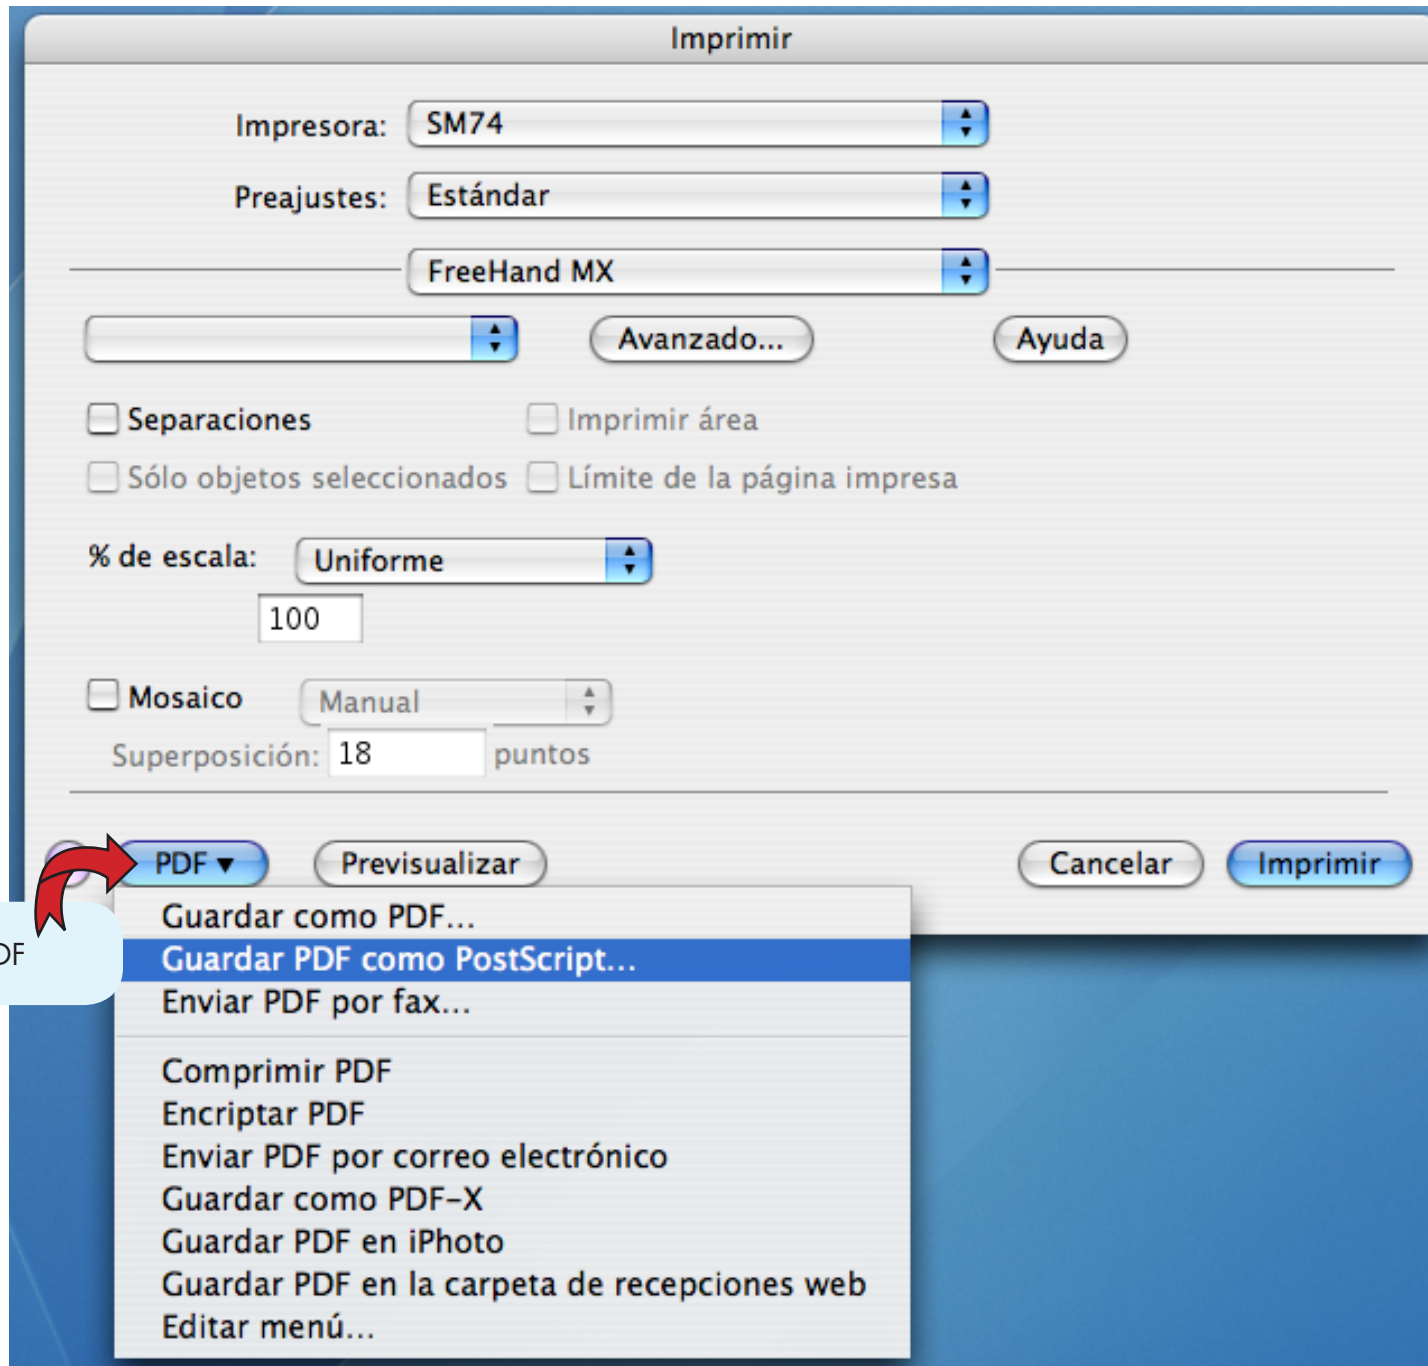 Imprimir
Impresora: SM74
Preajustes: Estándar
FreeHand MX
Avanzado... Ayuda
Separaciones Imprimir área
Sólo objetos seleccionados Límite de la página impresa
% de escala: Uniforme
100
Mosaico Manual
Superposición: 18 puntos
PDF Previsualizar Cancelar Imprimir
Guardar como PDF...
Guardar PDF como PostScript...
Enviar PDF por fax...
Comprimir PDF
Encriptar PDF
Enviar PDF por correo electrónico
Guardar como PDF-X
Guardar PDF en iPhoto
Guardar PDF en la carpeta de recepciones web
Editar menú...